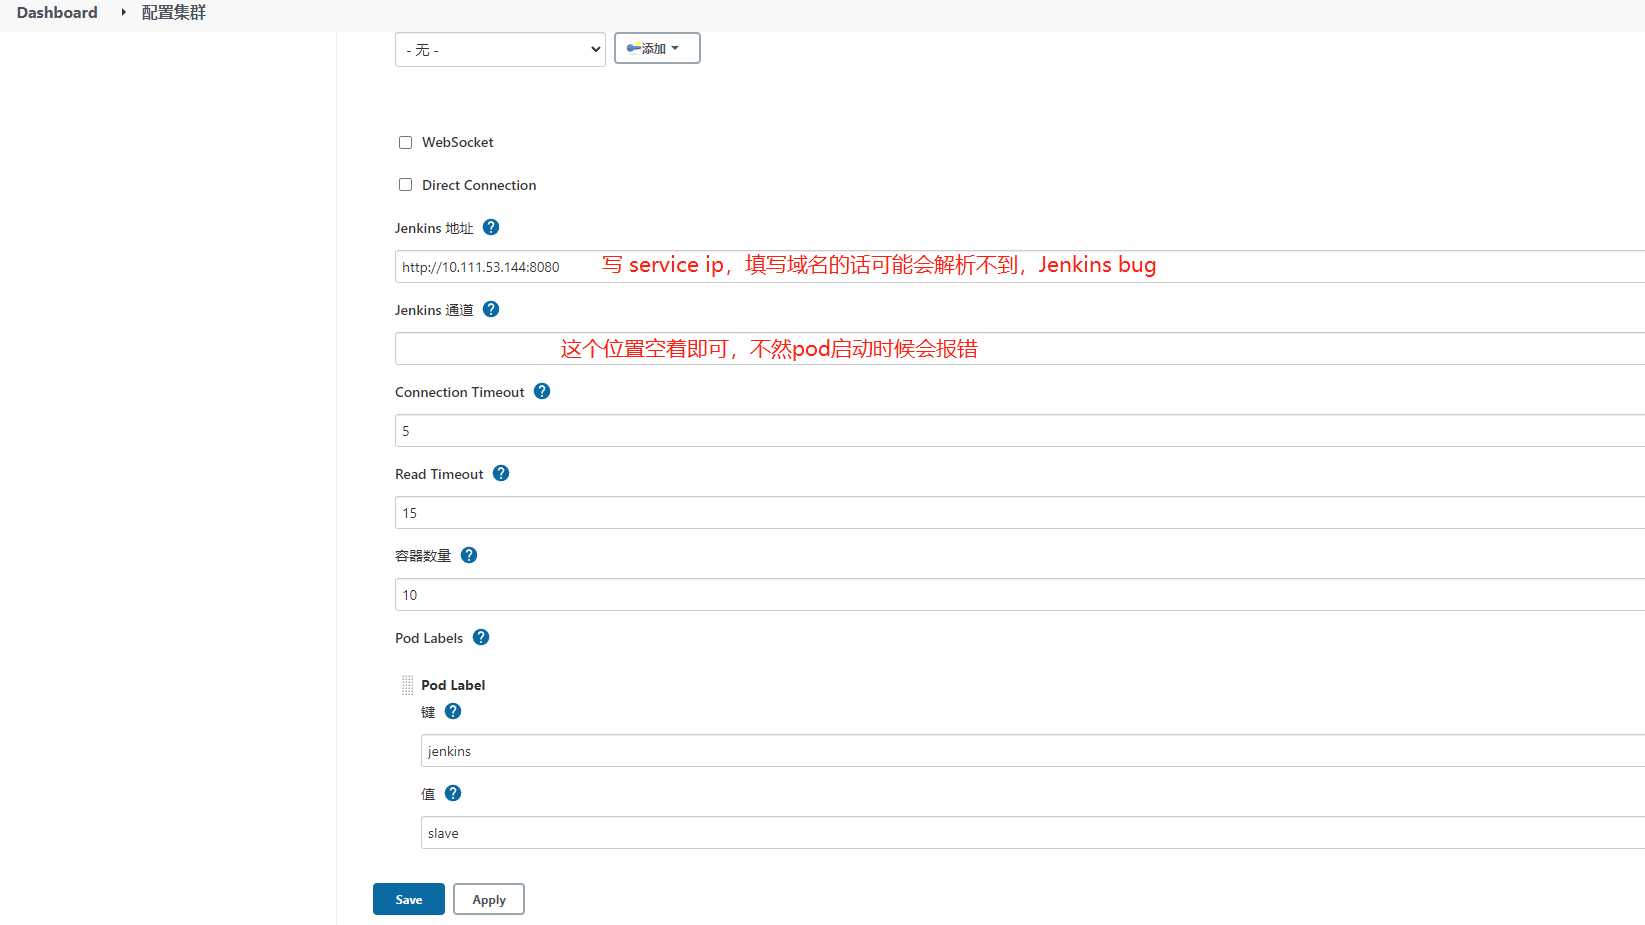 Dashboard 配置集群
- 无 - 添加
WebSocket
Direct Connection
Jenkins 地址
http://10.111.53.144:8080 写 service ip，填写域名的话可能会解析不到，Jenkins bug
Jenkins 通道
这个位置空着即可，不然pod启动时候会报错
Connection Timeout
5
Read Timeout
15
容器数量
10
Pod Labels
Pod Label
键
jenkins
值
slave
Save Apply